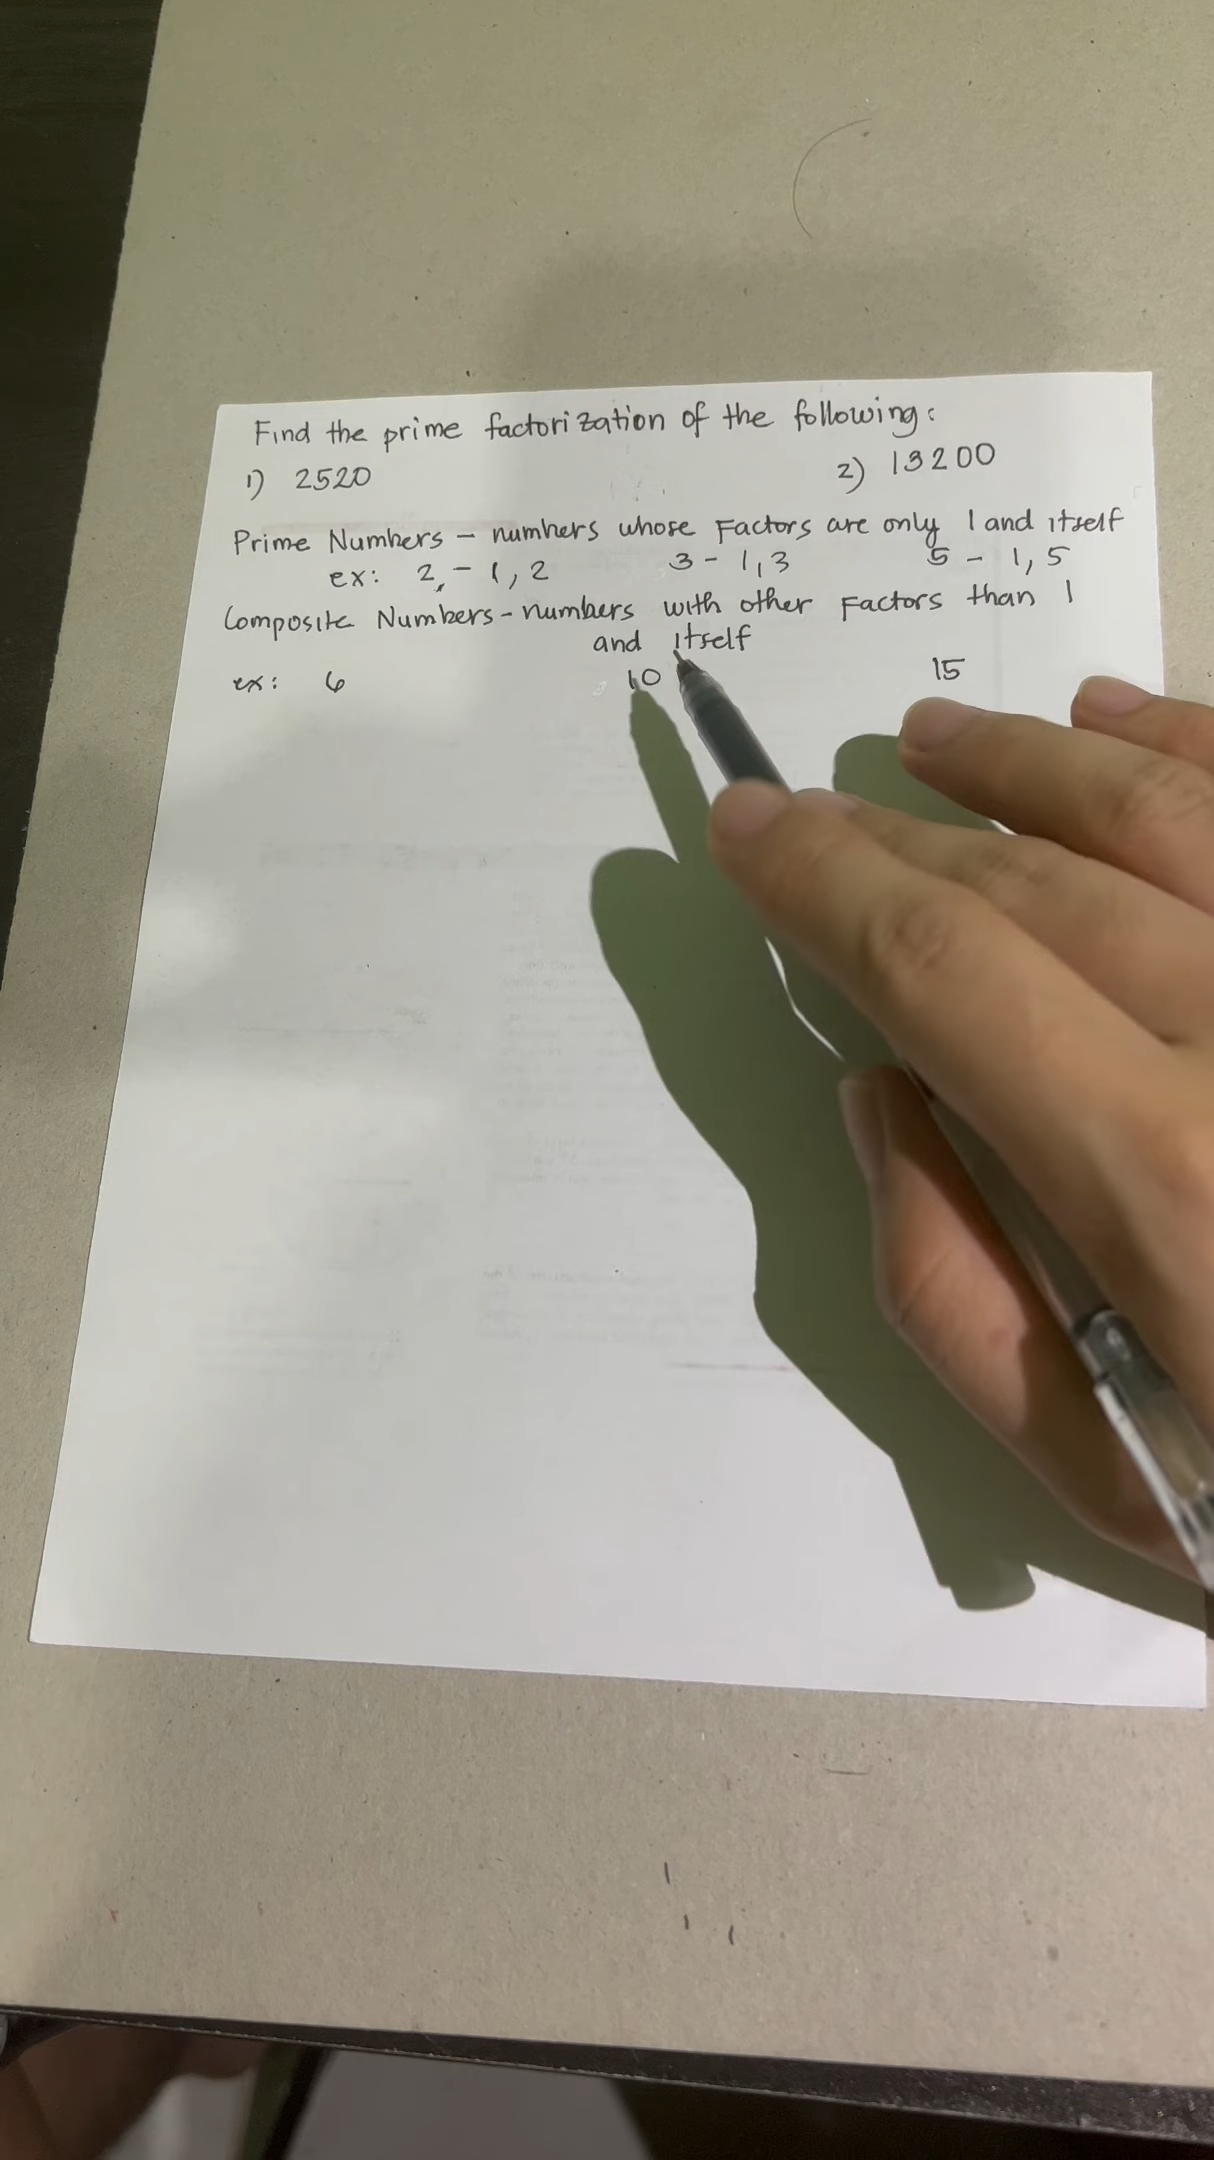 Find the prime factorization of the following:
1) 2520 2) 13200
Prime Numbers - numbers whose Factors are only 1 and itself
ex: 2, - 1, 2 3 - 1, 3 5 - 1, 5
Composite Numbers - numbers with other Factors than 1
and itself
ex: 6 10 15